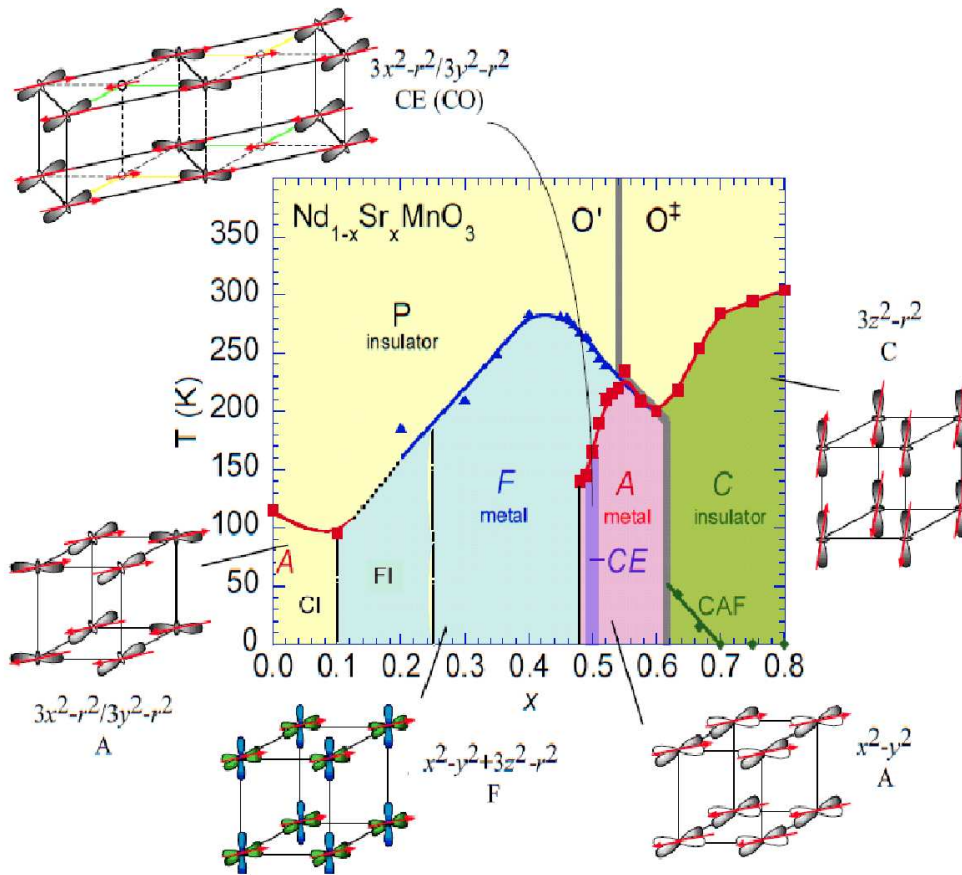 3x²-r²/3y²-r²
CE (CO)
Nd₁₋ₓSrₓMnO₃
O'
O‡
350
300
250
200
150
100
50
0
T (K)
P
insulator
3z²-r²
C
F
metal
A
metal
C
insulator
CE
A
CI
FI
CAF
0.0
0.1
0.2
0.3
0.4
0.5
0.6
0.7
0.8
x
3x²-r²/3y²-r²
A
x²-y²+3z²-r²
F
x²-y²
A